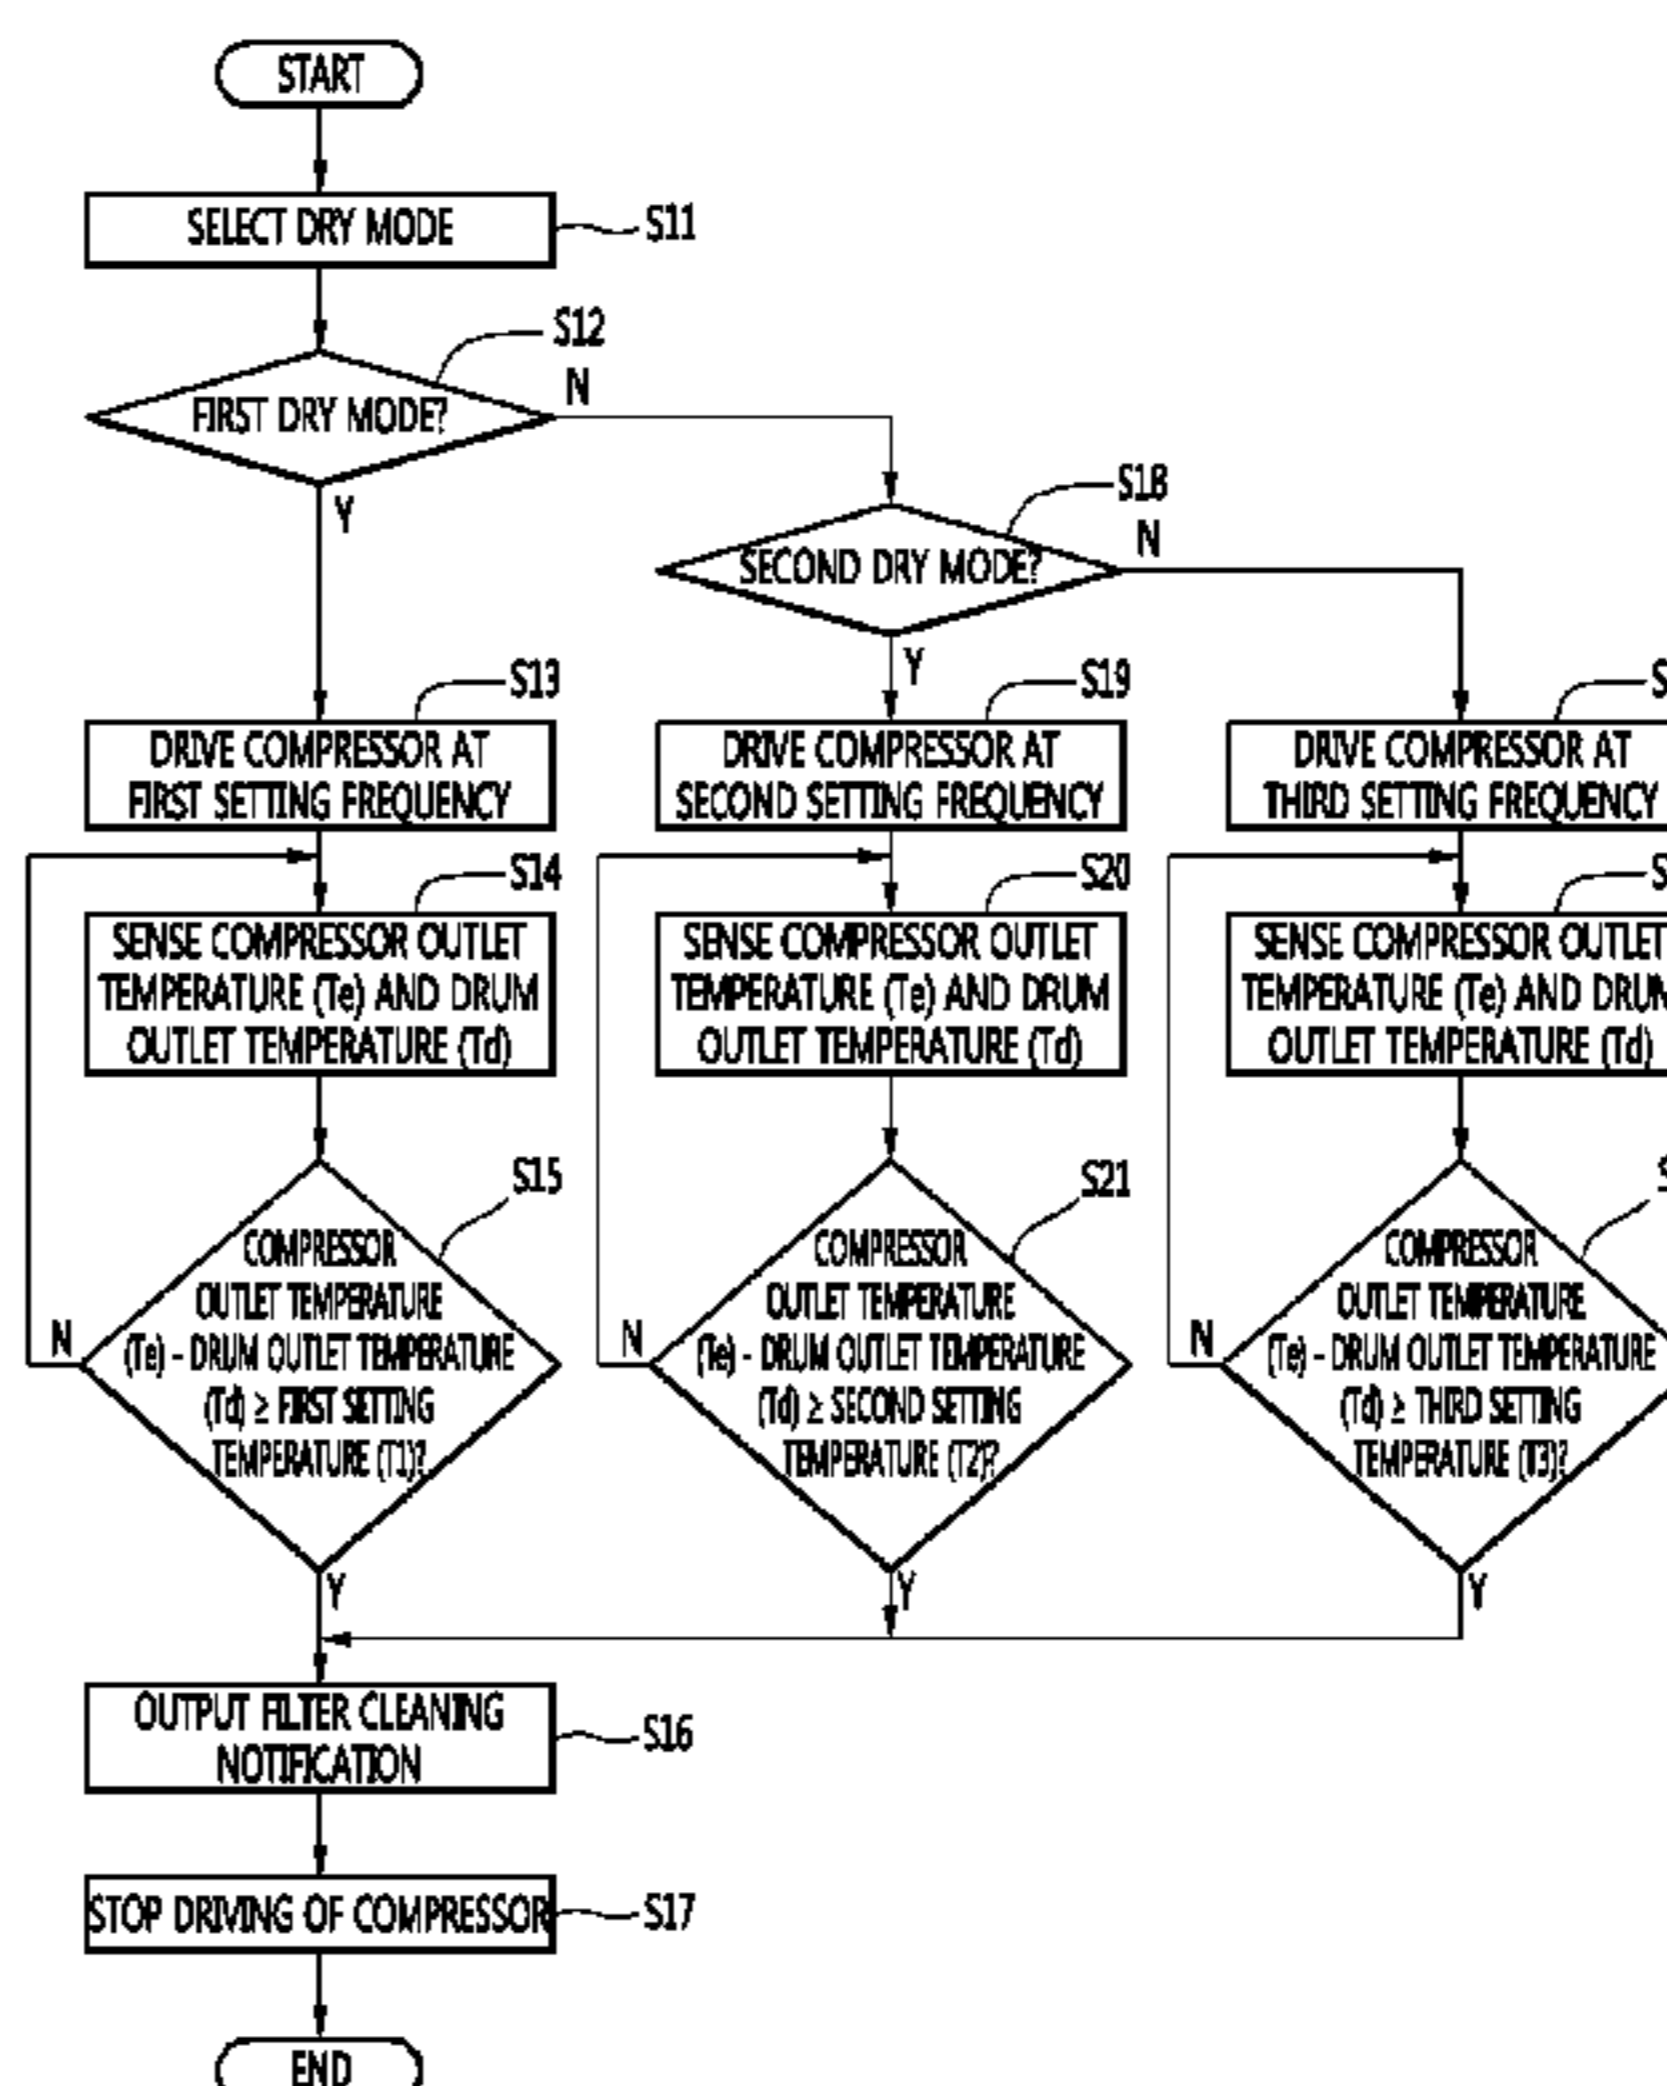 START
SELECT DRY MODE
S11
S12
FIRST DRY MODE?
N
Y
S18
SECOND DRY MODE?
N
Y
S13
DRIVE COMPRESSOR AT
FIRST SETTING FREQUENCY
S19
DRIVE COMPRESSOR AT
SECOND SETTING FREQUENCY
DRIVE COMPRESSOR AT
THIRD SETTING FREQUENCY
S14
SENSE COMPRESSOR OUTLET
TEMPERATURE (Te) AND DRUM
OUTLET TEMPERATURE (Td)
S20
SENSE COMPRESSOR OUTLET
TEMPERATURE (Te) AND DRUM
OUTLET TEMPERATURE (Td)
SENSE COMPRESSOR OUTLET
TEMPERATURE (Te) AND DRUM
OUTLET TEMPERATURE (Td)
S15
COMPRESSOR
OUTLET TEMPERATURE
(Te) - DRUM OUTLET TEMPERATURE
(Td) ≥ FIRST SETTING
TEMPERATURE (T1)?
N
Y
S21
COMPRESSOR
OUTLET TEMPERATURE
(Te) - DRUM OUTLET TEMPERATURE
(Td) ≥ SECOND SETTING
TEMPERATURE (T2)?
N
Y
COMPRESSOR
OUTLET TEMPERATURE
(Te) - DRUM OUTLET TEMPERATURE
(Td) ≥ THIRD SETTING
TEMPERATURE (T3)?
N
Y
OUTPUT FILTER CLEANING
NOTIFICATION
S16
STOP DRIVING OF COMPRESSOR
S17
END